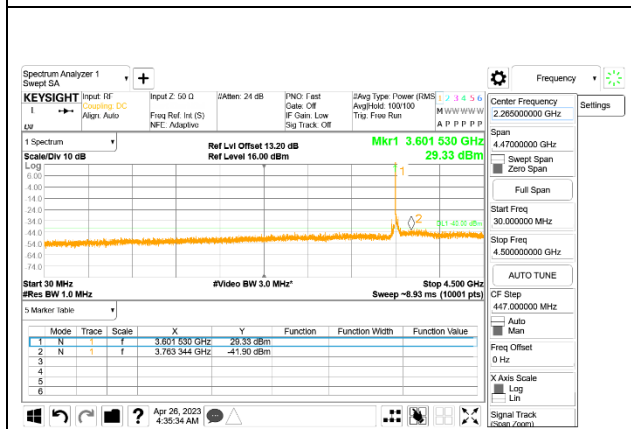 Spectrum Analyzer 1
Swept SA
KEYSIGHT
Input: RF
Coupling: DC
Align: Auto
Input Z: 50 Ω
Freq Ref: Int (S)
NFE: Adaptive
#Atten: 24 dB
PNO: Fast
Gate: Off
IF Gain: Low
Sig Track: Off
#Avg Type: Power (RMS
Avg|Hold: 100/100
Trig: Free Run
1 2 3 4 5 6
M W W W W W
A P P P P P
1 Spectrum
Scale/Div 10 dB
Log
Ref Lvl Offset 13.20 dB
Ref Level 16.00 dBm
Mkr1 3.601 530 GHz
29.33 dBm
6.00
-4.00
-14.0
-24.0
-34.0
-44.0
-54.0
-64.0
-74.0
1
2
DL1 -40.00 dBm
Start 30 MHz
#Video BW 3.0 MHz*
Stop 4.500 GHz
#Res BW 1.0 MHz
Sweep ~8.93 ms (10001 pts)
5 Marker Table
Mode Trace Scale X Y Function Function Width Function Value
1 N 1 f 3.601 530 GHz 29.33 dBm
2 N 1 f 3.763 344 GHz -41.90 dBm
3
4
5
6
Apr 26, 2023
4:35:34 AM
Frequency
Settings
Center Frequency
2.265000000 GHz
Span
4.47000000 GHz
Swept Span
Zero Span
Full Span
Start Freq
30.000000 MHz
Stop Freq
4.500000000 GHz
AUTO TUNE
CF Step
447.000000 MHz
Auto
Man
Freq Offset
0 Hz
X Axis Scale
Log
Lin
Signal Track
(Span Zoom)